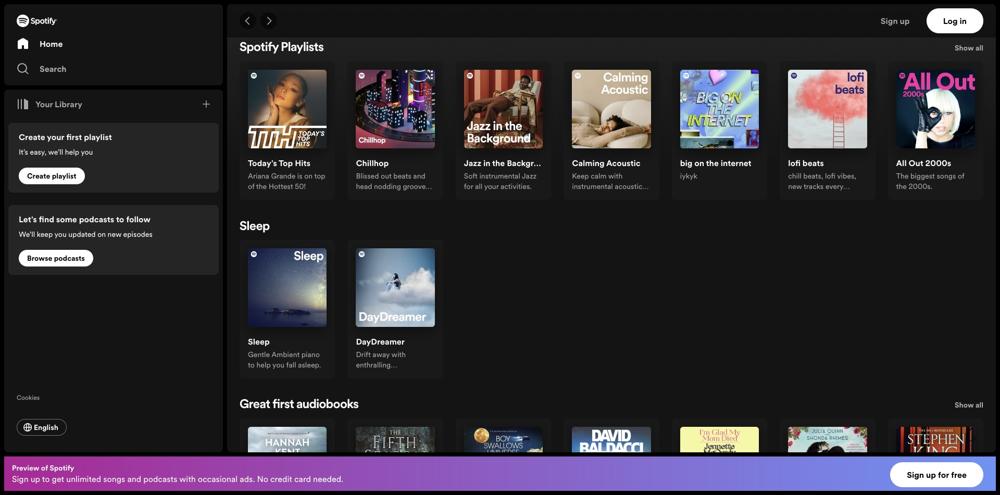 Spotify
Home
Search
Your Library
Create your first playlist
It's easy, we'll help you
Create playlist
Let's find some podcasts to follow
We'll keep you updated on new episodes
Browse podcasts
Cookies
English
Sign up
Log in
Spotify Playlists
Show all
TTH TODAY'S TOP HITS
Today's Top Hits
Ariana Grande is on top
of the Hottest 50!
Chillhop
Chillhop
Blissed out beats and
head nodding groove...
Jazz in the
Background
Jazz in the Backgr...
Soft instrumental Jazz
for all your activities.
Calming
Acoustic
Calming Acoustic
Keep calm with
instrumental acoustic...
BIG ON
THE
INTERNET
big on the internet
iykyk
lofi
beats
lofi beats
chill beats, lofi vibes,
new tracks every...
All Out
2000s
All Out 2000s
The biggest songs of
the 2000s.
Sleep
Sleep
Sleep
Gentle Ambient piano
to help you fall asleep.
DayDreamer
DayDreamer
Drift away with
enthralling...
Great first audiobooks
Show all
HANNAH
KENT
THE
FIFTH
BOY
SWALLOWS
UNIVERSE
DAVID
BALDACCI
I'm Glad My
Mom Died
Jennette
JULIA QUINN
SHONDA RHIMES
STEPHEN
KING
Preview of Spotify
Sign up to get unlimited songs and podcasts with occasional ads. No credit card needed.
Sign up for free